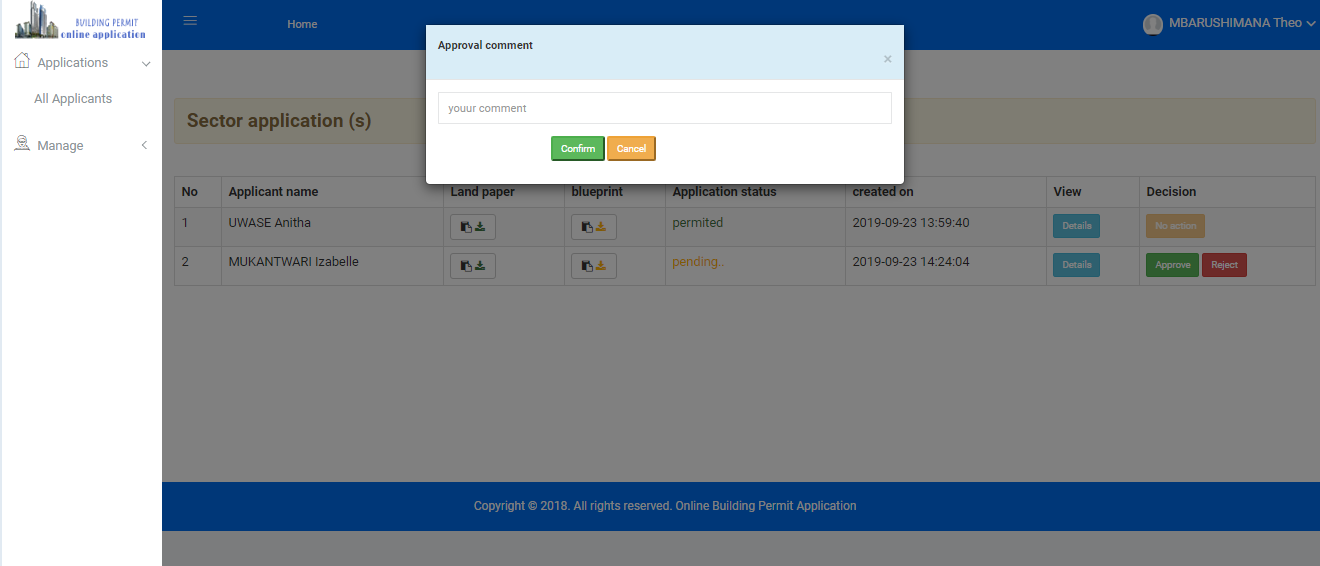 BUILDING PERMIT
online application
Home
MBARUSHIMANA Theo
Applications
All Applicants
Manage
Approval comment
×
youur comment
Confirm Cancel
Sector application (s)
No Applicant name Land paper blueprint Application status created on View Decision
1 UWASE Anitha permited 2019-09-23 13:59:40 Details No action
2 MUKANTWARI Izabelle pending.. 2019-09-23 14:24:04 Details Approve Reject
Copyright © 2018. All rights reserved. Online Building Permit Application